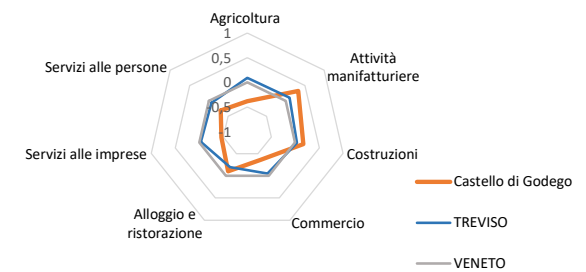 Agricoltura
1
0,5
0
-0,5
-1
Attività
manifatturiere
Costruzioni
Commercio
Alloggio e
ristorazione
Servizi alle imprese
Servizi alle persone
Castello di Godego
TREVISO
VENETO